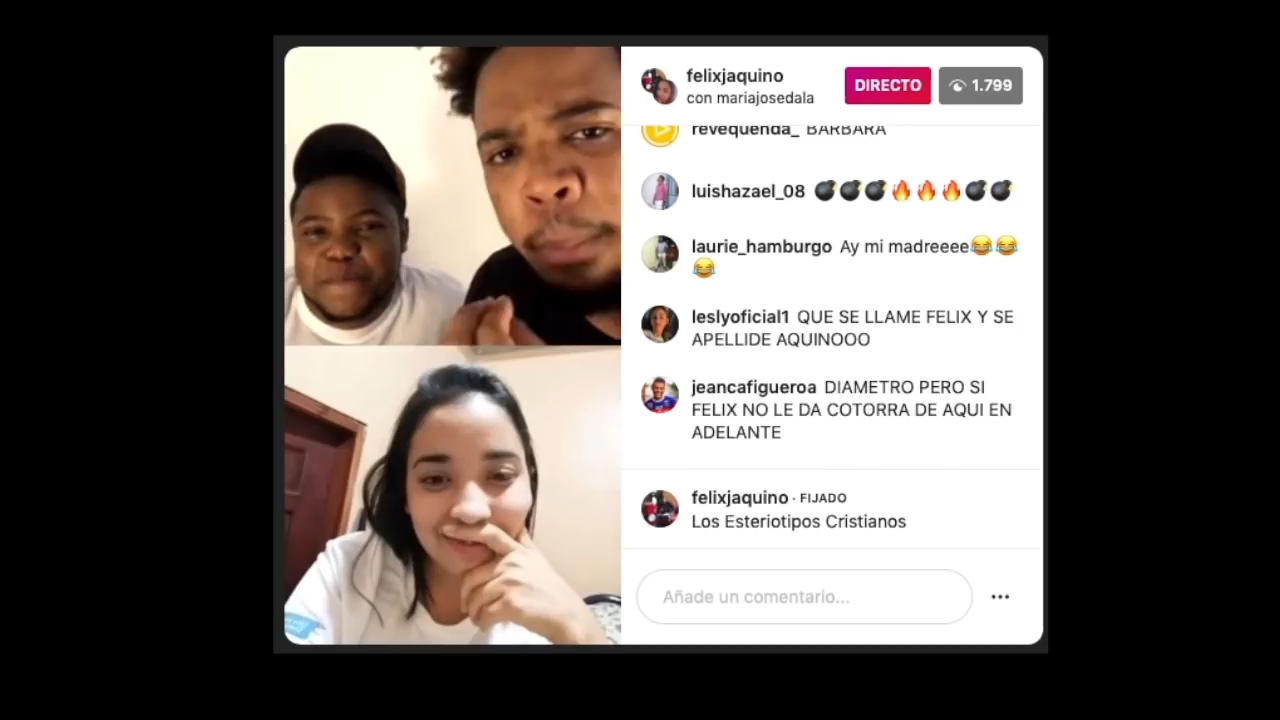 felixjaquino
con mariajosedala
DIRECTO
1.799
revequenda_ BARBARA
luishazael_08 💣💣💣🔥🔥🔥💣💣
laurie_hamburgo Ay mi madreeee😂😂
😂
leslyoficial1 QUE SE LLAME FELIX Y SE
APELLIDE AQUINOOO
jeancafigueroa DIAMETRO PERO SI
FELIX NO LE DA COTORRA DE AQUI EN
ADELANTE
felixjaquino · FIJADO
Los Esteriotipos Cristianos
Añade un comentario...